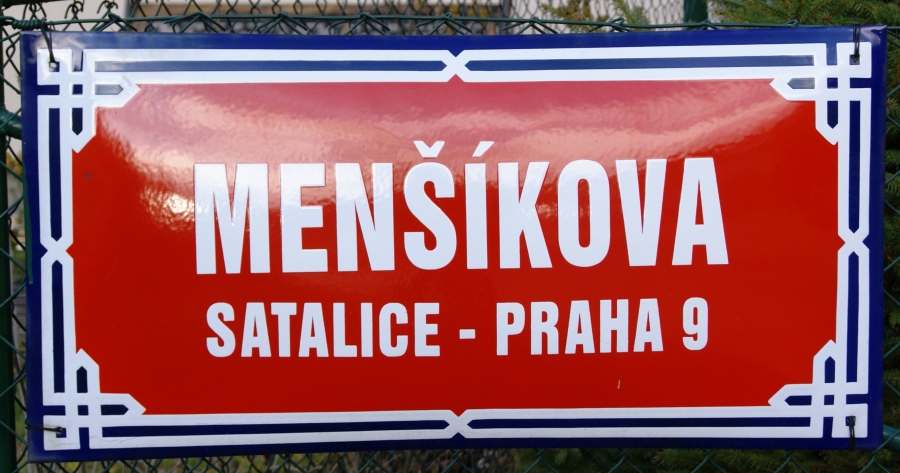 MENŠÍKOVA
SATALICE - PRAHA 9